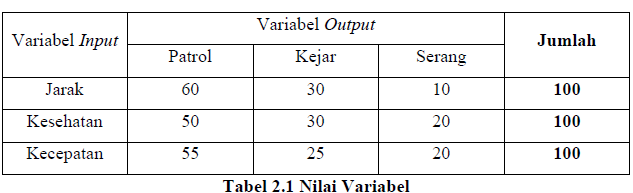 Variabel Input Variabel Output Jumlah
Patrol Kejar Serang
Jarak 60 30 10 100
Kesehatan 50 30 20 100
Kecepatan 55 25 20 100
Tabel 2.1 Nilai Variabel